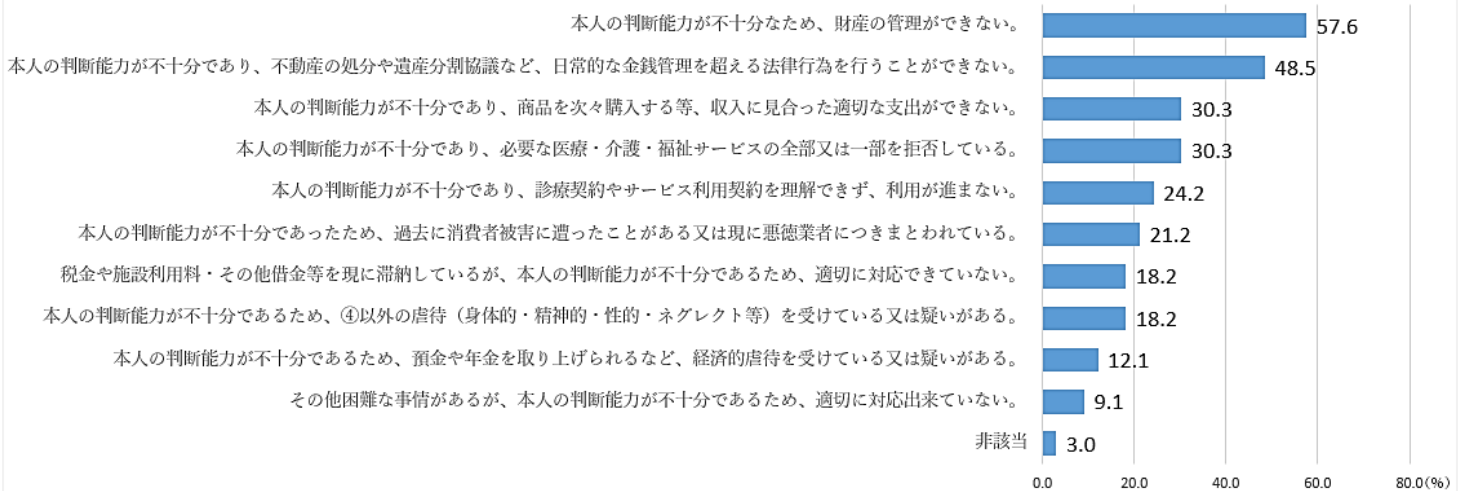 本人の判断能力が不十分なため、財産の管理ができない。 57.6
本人の判断能力が不十分であり、不動産の処分や遺産分割協議など、日常的な金銭管理を超える法律行為を行うことができない。 48.5
本人の判断能力が不十分であり、商品を次々購入する等、収入に見合った適切な支出ができない。 30.3
本人の判断能力が不十分であり、必要な医療・介護・福祉サービスの全部又は一部を拒否している。 30.3
本人の判断能力が不十分であり、診療契約やサービス利用契約を理解できず、利用が進まない。 24.2
本人の判断能力が不十分であったため、過去に消費者被害に遭ったことがある又は現に悪徳業者につきまとわれている。 21.2
税金や施設利用料・その他借金等を現に滞納しているが、本人の判断能力が不十分であるため、適切に対応できていない。 18.2
本人の判断能力が不十分であるため、④以外の虐待（身体的・精神的・性的・ネグレクト等）を受けている又は疑いがある。 18.2
本人の判断能力が不十分であるため、預金や年金を取り上げられるなど、経済的虐待を受けている又は疑いがある。 12.1
その他困難な事情があるが、本人の判断能力が不十分であるため、適切に対応出来ていない。 9.1
非該当 3.0
0.0 20.0 40.0 60.0 80.0(%)